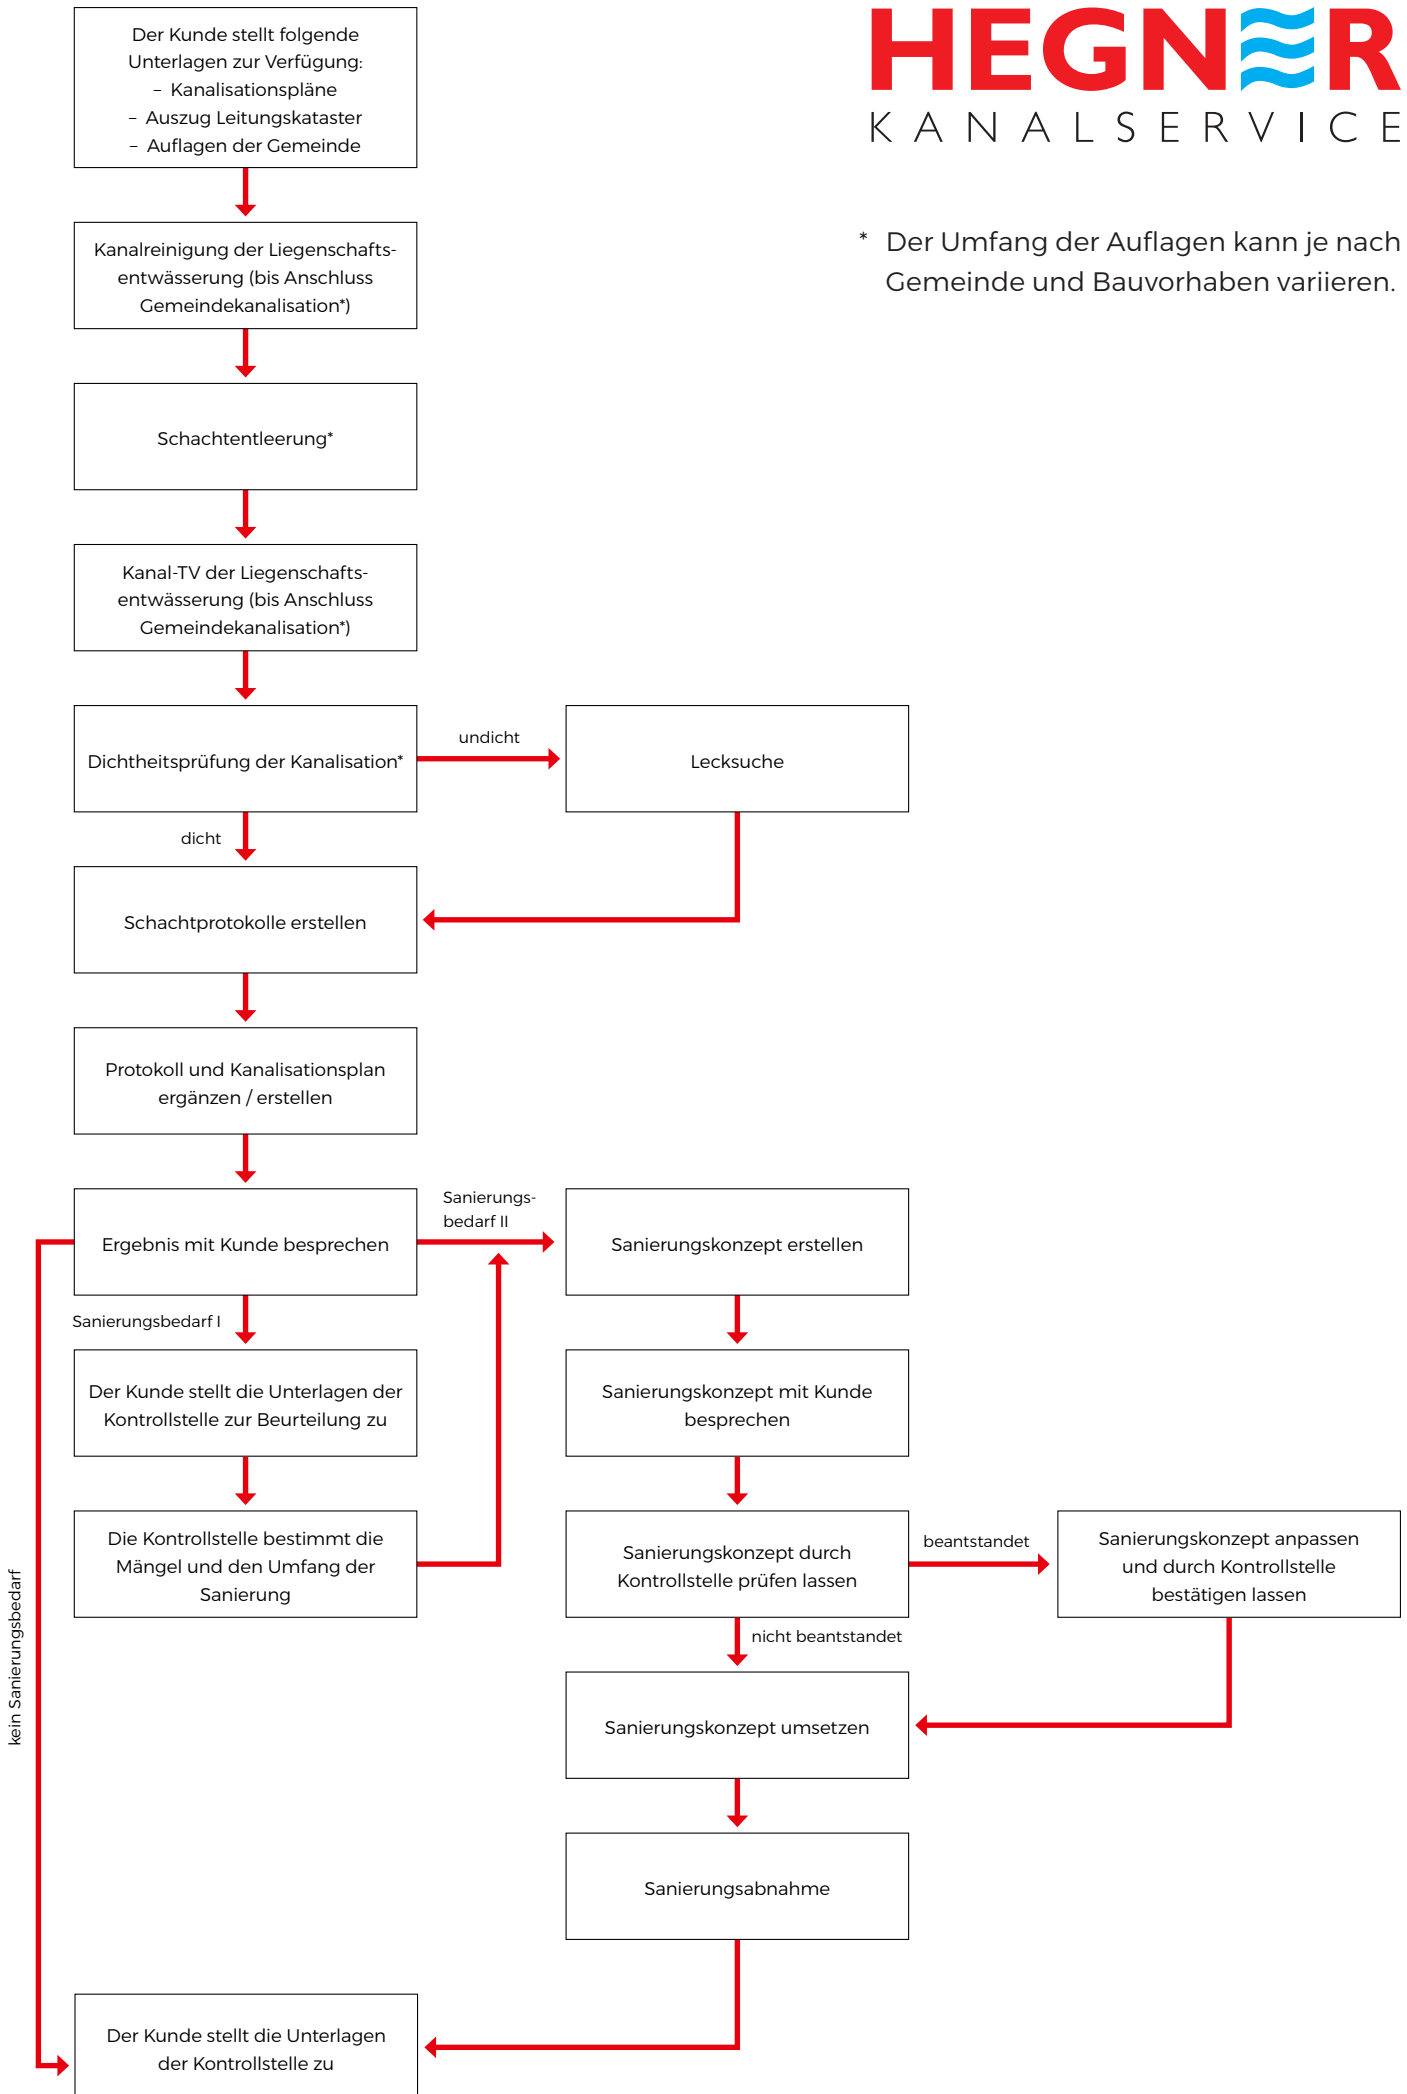 HEGNER
KANALSERVICE
* Der Umfang der Auflagen kann je nach
Gemeinde und Bauvorhaben variieren.
Der Kunde stellt folgende
Unterlagen zur Verfügung:
– Kanalisationspläne
– Auszug Leitungskataster
– Auflagen der Gemeinde
Kanalreinigung der Liegenschafts-
entwässerung (bis Anschluss
Gemeindekanalisation*)
Schachtentleerung*
Kanal-TV der Liegenschafts-
entwässerung (bis Anschluss
Gemeindekanalisation*)
Dichtheitsprüfung der Kanalisation*
undicht
Lecksuche
dicht
Schachtprotokolle erstellen
Protokoll und Kanalisationsplan
ergänzen / erstellen
Ergebnis mit Kunde besprechen
Sanierungs-
bedarf II
Sanierungskonzept erstellen
Sanierungsbedarf I
Der Kunde stellt die Unterlagen der
Kontrollstelle zur Beurteilung zu
Sanierungskonzept mit Kunde
besprechen
Die Kontrollstelle bestimmt die
Mängel und den Umfang der
Sanierung
Sanierungskonzept durch
Kontrollstelle prüfen lassen
beantstandet
Sanierungskonzept anpassen
und durch Kontrollstelle
bestätigen lassen
nicht beantstandet
kein Sanierungsbedarf
Sanierungskonzept umsetzen
Sanierungsabnahme
Der Kunde stellt die Unterlagen
der Kontrollstelle zu